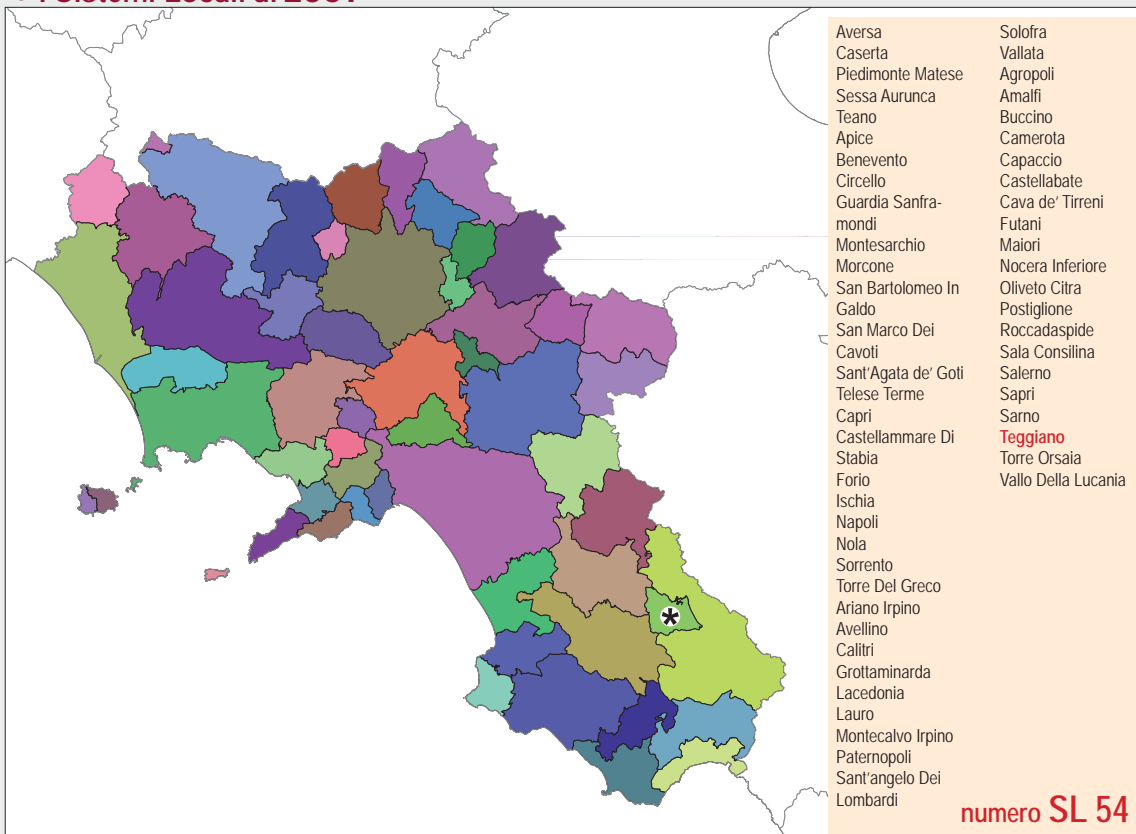 Aversa
Caserta
Piedimonte Matese
Sessa Aurunca
Teano
Apice
Benevento
Circello
Guardia Sanfra-
mondi
Montesarchio
Morcone
San Bartolomeo In
Galdo
San Marco Dei
Cavoti
Sant'Agata de' Goti
Telese Terme
Capri
Castellammare Di
Stabia
Forio
Ischia
Napoli
Nola
Sorrento
Torre Del Greco
Ariano Irpino
Avellino
Calitri
Grottaminarda
Lacedonia
Lauro
Montecalvo Irpino
Paternopoli
Sant'angelo Dei
Lombardi
Solofra
Vallata
Agropoli
Amalfi
Buccino
Camerota
Capaccio
Castellabate
Cava de' Tirreni
Futani
Maiori
Nocera Inferiore
Oliveto Citra
Postiglione
Roccadaspide
Sala Consilina
Salerno
Sapri
Sarno
Teggiano
Torre Orsaia
Vallo Della Lucania
*
numero SL 54